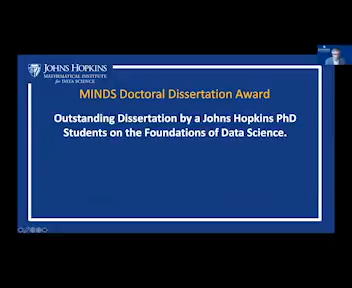 JOHNS HOPKINS
MATHEMATICAL INSTITUTE
for DATA SCIENCE
MINDS Doctoral Dissertation Award
Outstanding Dissertation by a Johns Hopkins PhD
Students on the Foundations of Data Science.